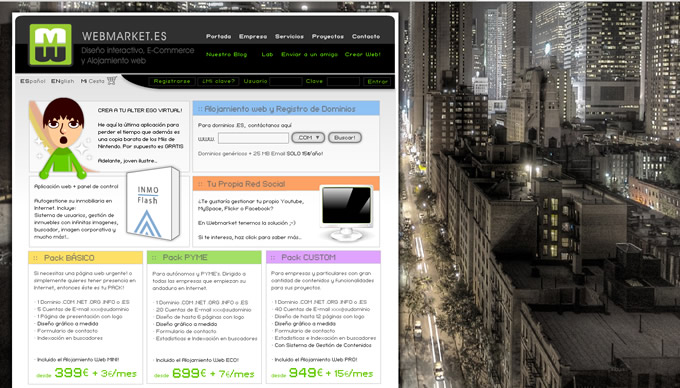 WEBMARKET.ES
Diseño interactivo, E-Commerce
y Alojamiento web
Portada Empresa Servicios Proyectos Contacto
Nuestro Blog Lab Enviar a un amigo Crear Web!
ESpañol ENglish Mi Cesta
Registrarse ¿Mi clave? Usuario Clave Entrar
CREA A TU ALTER EGO VIRTUAL!
He aquí la última aplicación para
perder el tiempo que además es
una copia barata de los Miis de
Nintendo. Por supuesto es GRATIS
Adelante, joven ilustre...
:: Alojamiento web y Registro de Dominios
Para dominios .ES, contáctanos aquí
www. .COM ▼ Buscar!
Dominios genéricos + 25 MB Email SOLO 15€/año!
Aplicación web + panel de control
Autogestione su inmobiliaria en
Internet. Incluye:
Sistema de usuarios, gestión de
inmuebles con infinitas imagenes,
buscador, imagen corporativa y
mucho más!..
INMO
Flash
:: Tu Propia Red Social
¿Te gustaría gestionar tu propio Youtube,
MySpace, Flickr o Facebook?
En Webmarket tenemos la solución ;-)
Si te interesa, haz click para saber más..
:: Pack BÁSICO
Si necesitas una página web urgente! o
simplemente quieres tener presencia en
Internet, entonces éste es tu PACK!
· 1 Dominio .COM .NET .ORG .INFO o .ES
· 5 Cuentas de E-mail xxx@sudominio
· 1 Página de presentación con logo
· Diseño gráfico a medida
· Formulario de contacto
· Indexación en buscadores
· Incluido el Alojamiento Web MINI!
desde 399€ + 3€/mes
:: Pack PYME
Para autónomos y PYME's. Dirigido a
todas las empresas que empiezan su
andadura en Internet.
· 1 Dominio .COM .NET .ORG .INFO o .ES
· 20 Cuentas de E-mail xxx@sudominio
· Diseño de hasta 6 páginas con logo
· Diseño gráfico a medida
· Formulario de contacto
· Estadísticas e Indexación en buscadores
· Incluido el Alojamiento Web ECO!
desde 699€ + 7€/mes
:: Pack CUSTOM
Para empresas y particulares con gran
cantidad de contenidos y funcionalidades
para sus proyectos.
· 1 Dominio .COM .NET .ORG .INFO o .ES
· 40 Cuentas de E-mail xxx@sudominio
· Diseño de hasta 12 páginas con logo
· Diseño gráfico a medida
· Formulario de contacto
· Estadísticas e Indexación en buscadores
· Con Sistema de Gestión de Contenidos
· Incluido el Alojamiento Web PRO!
desde 949€ + 15€/mes